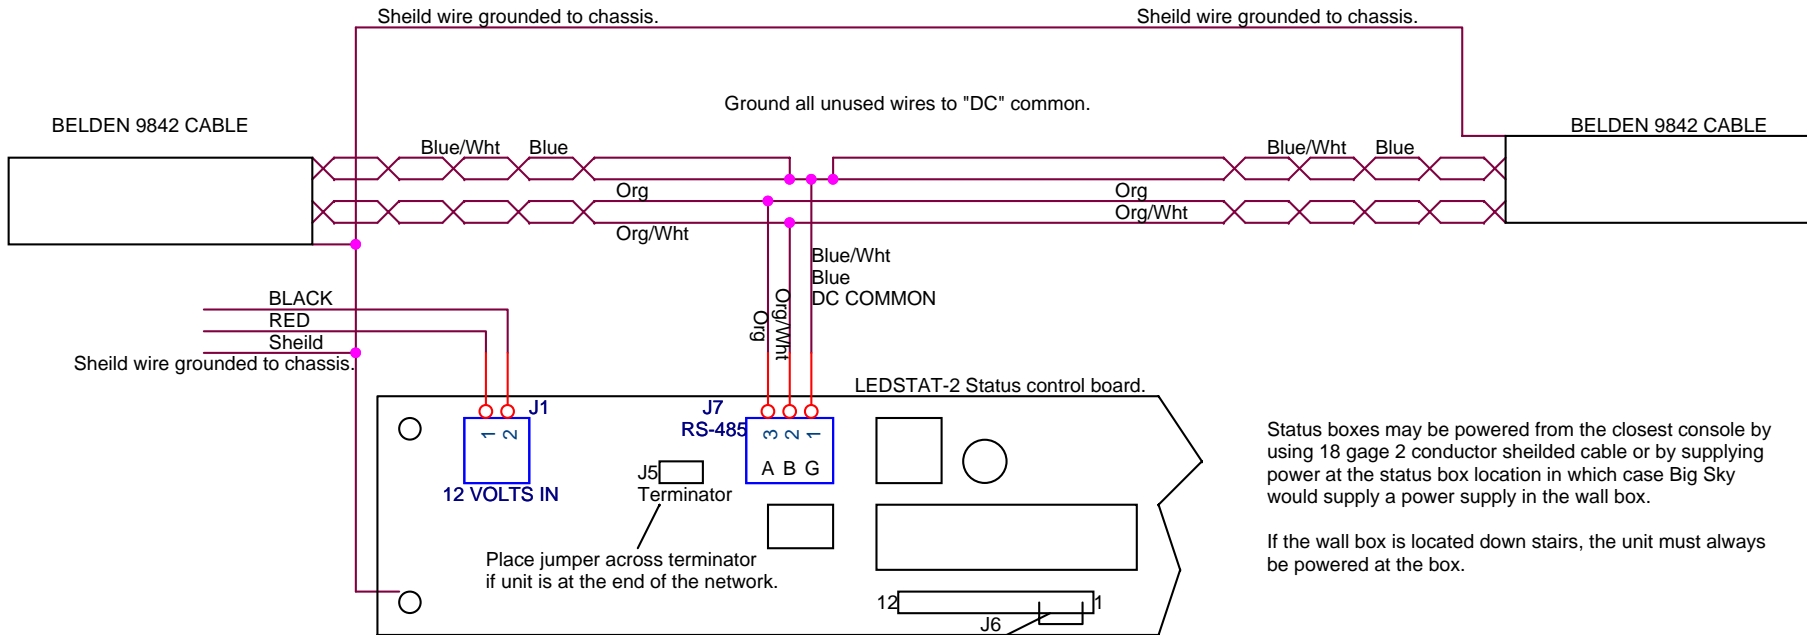 Sheild wire grounded to chassis.
Sheild wire grounded to chassis.
Ground all unused wires to "DC" common.
BELDEN 9842 CABLE
BELDEN 9842 CABLE
Blue/Wht
Blue
Blue/Wht
Blue
Org
Org
Org/Wht
Org/Wht
Blue/Wht
Blue
DC COMMON
Org/Wht
Org
BLACK
RED
Sheild
Sheild wire grounded to chassis.
LEDSTAT-2 Status control board.
J1
1 2
12 VOLTS IN
J7
RS-485
3 2 1
A B G
J5
Terminator
Place jumper across terminator
if unit is at the end of the network.
12
1
J6
Status boxes may be powered from the closest console by
using 18 gage 2 conductor sheilded cable or by supplying
power at the status box location in which case Big Sky
would supply a power supply in the wall box.
If the wall box is located down stairs, the unit must always
be powered at the box.